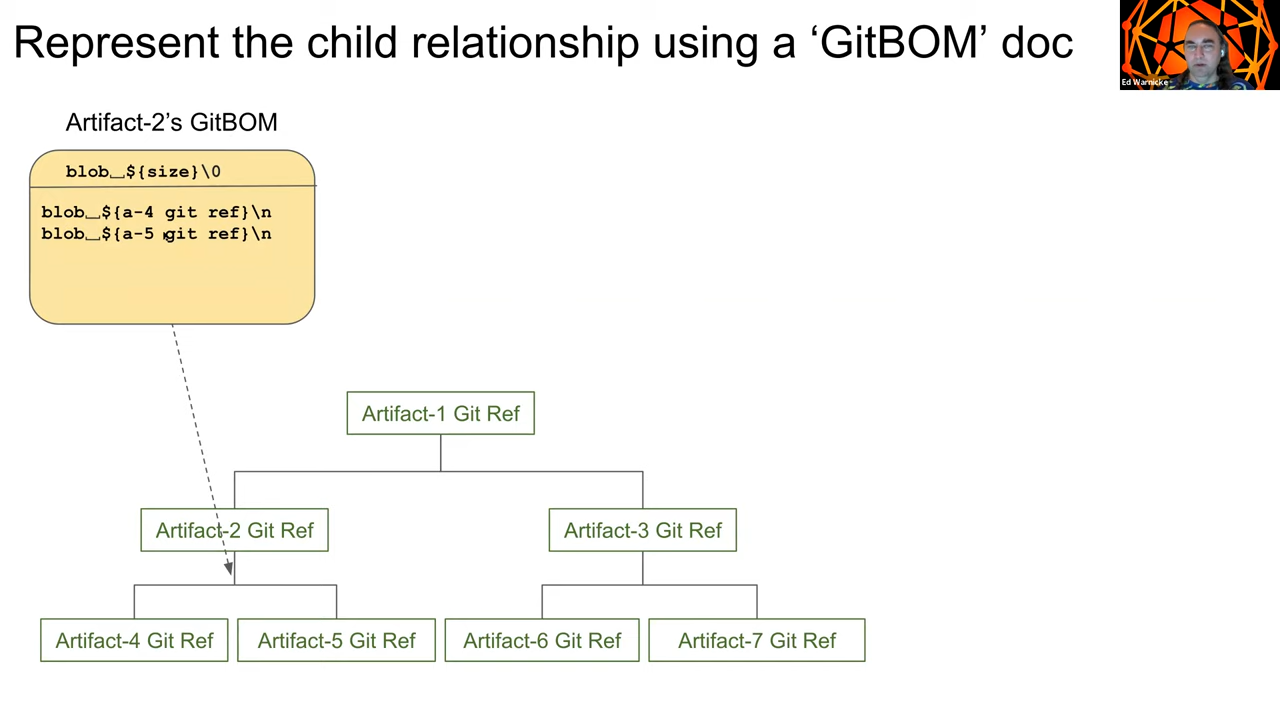 Represent the child relationship using a ‘GitBOM’ doc
Ed Warnicke
Artifact-2’s GitBOM
blob␣${size}\0
blob␣${a-4 git ref}\n
blob␣${a-5 git ref}\n
Artifact-1 Git Ref
Artifact-2 Git Ref
Artifact-3 Git Ref
Artifact-4 Git Ref
Artifact-5 Git Ref
Artifact-6 Git Ref
Artifact-7 Git Ref